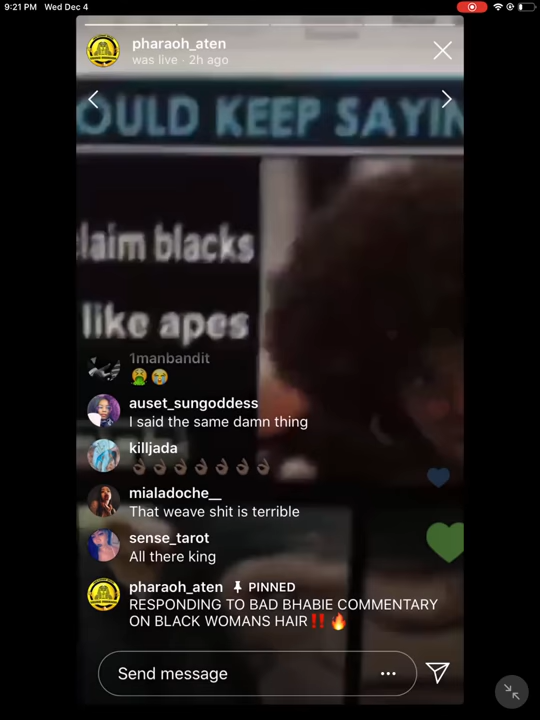 9:21 PM Wed Dec 4
pharaoh_aten
was live · 2h ago
OULD KEEP SAYIN
laim blacks
like apes
1manbandit
🤮😭
auset_sungoddess
I said the same damn thing
killjada
👌🏿👌🏿👌🏿👌🏿👌🏿👌🏿👌🏿
mialadoche__
That weave shit is terrible
sense_tarot
All there king
pharaoh_aten PINNED
RESPONDING TO BAD BHABIE COMMENTARY
ON BLACK WOMANS HAIR‼️🔥
Send message